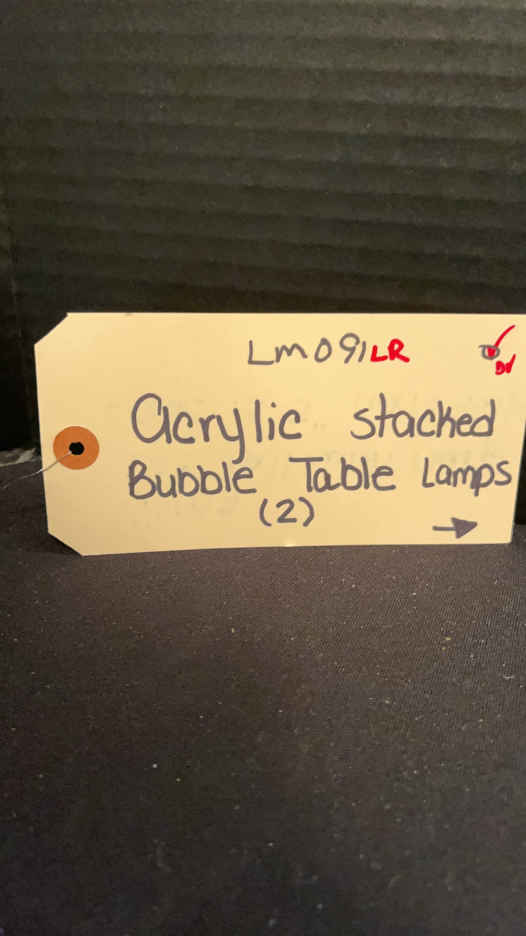 Lm091LR
Acrylic stacked
Bubble Table Lamps
(2)